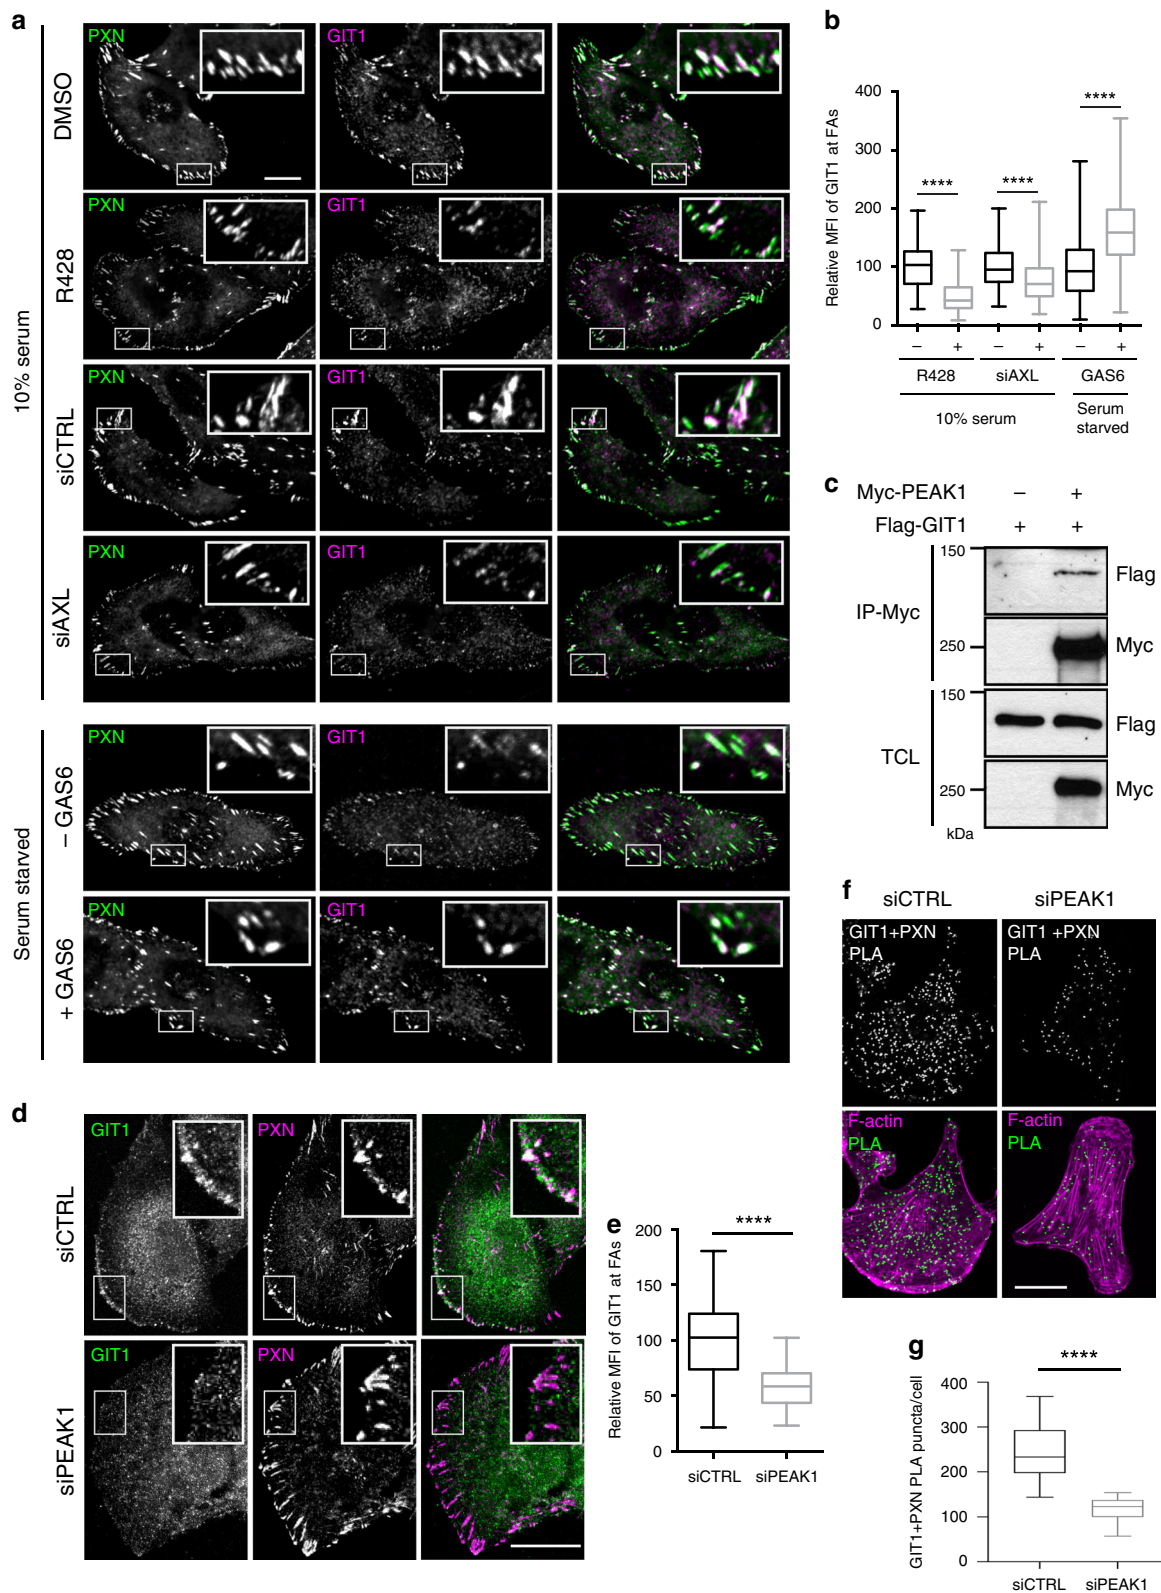 a
10% serum
DMSO
PXN
GIT1
R428
PXN
GIT1
siCTRL
PXN
GIT1
siAXL
PXN
GIT1
Serum starved
– GAS6
PXN
GIT1
+ GAS6
PXN
GIT1
b
Relative MFI of GIT1 at FAs
400
300
200
100
0
****
****
****
– + – + – +
R428 siAXL GAS6
10% serum
Serum
starved
c
Myc-PEAK1 – +
Flag-GIT1 + +
IP-Myc
150
Flag
250
Myc
TCL
150
Flag
250
Myc
kDa
d
siCTRL
GIT1
PXN
siPEAK1
GIT1
PXN
e
Relative MFI of GIT1 at FAs
200
150
100
50
0
****
siCTRL siPEAK1
f
siCTRL siPEAK1
GIT1+PXN
PLA
GIT1 +PXN
PLA
F-actin
PLA
F-actin
PLA
g
GIT1+PXN PLA puncta/cell
400
300
200
100
0
****
siCTRL siPEAK1